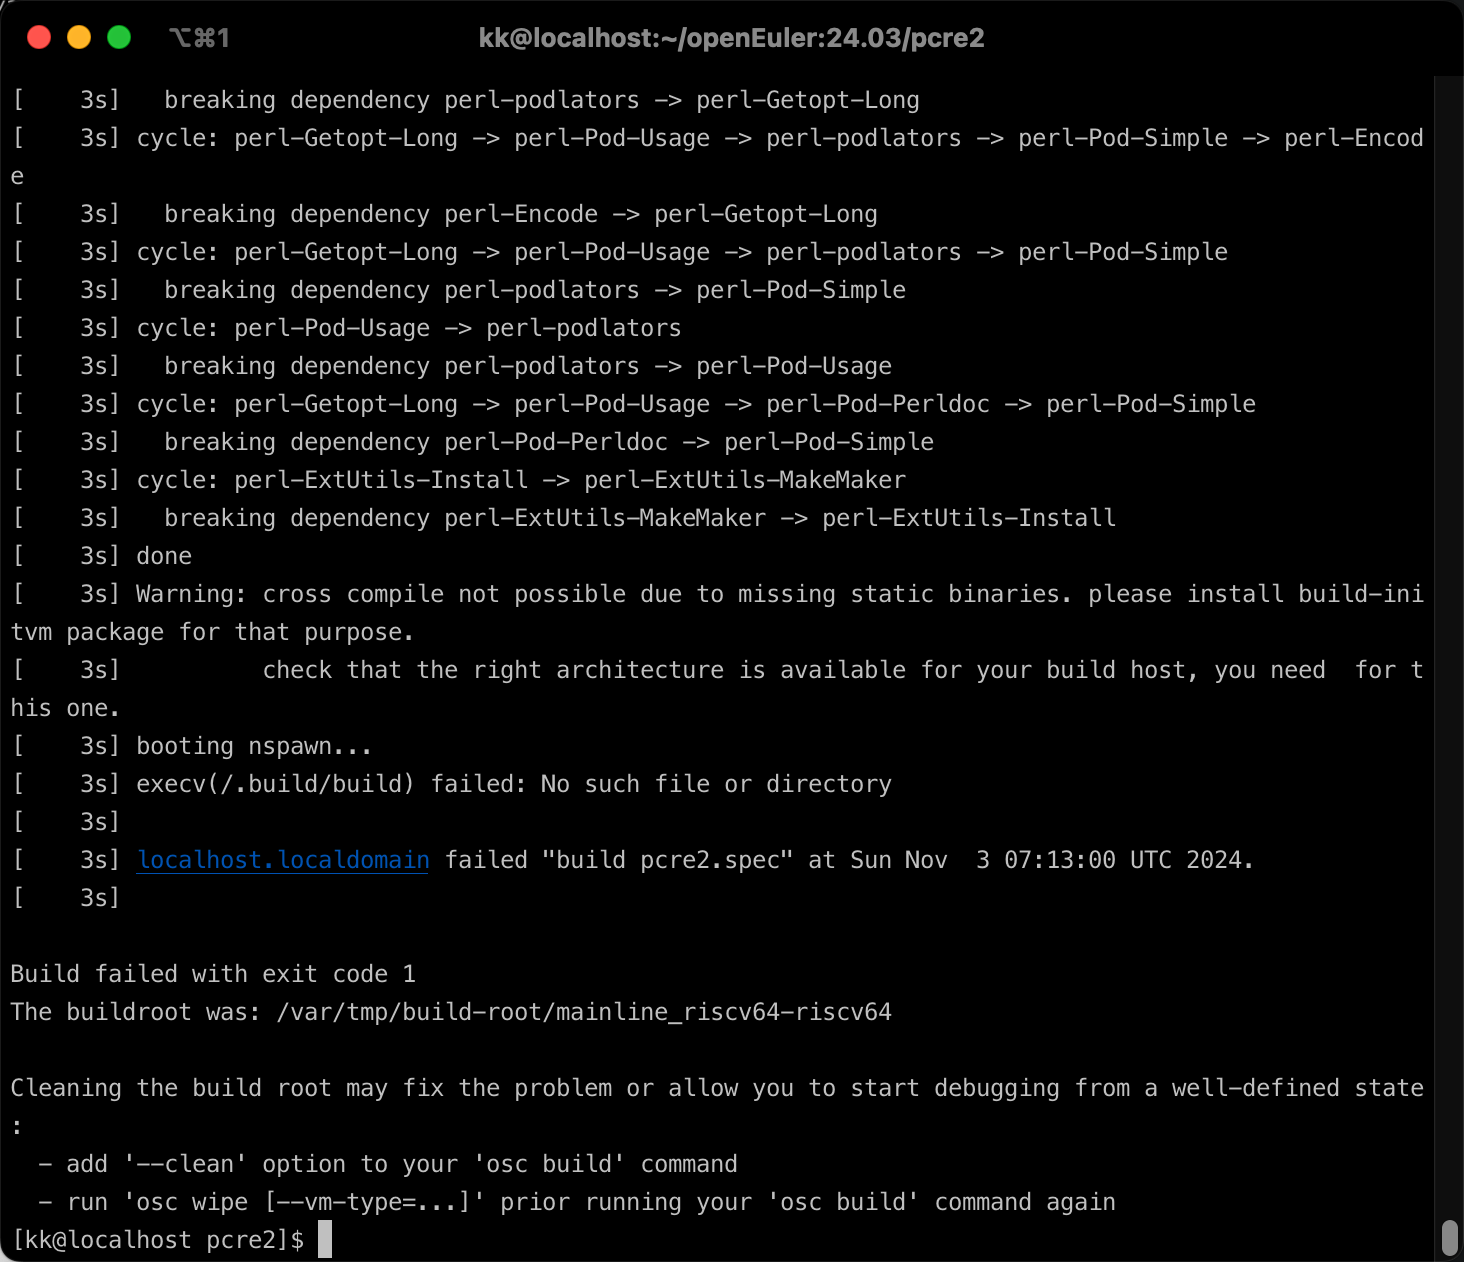 ⌥⌘1
kk@localhost:~/openEuler:24.03/pcre2
[    3s]   breaking dependency perl-podlators -> perl-Getopt-Long
[    3s] cycle: perl-Getopt-Long -> perl-Pod-Usage -> perl-podlators -> perl-Pod-Simple -> perl-Encod
e
[    3s]   breaking dependency perl-Encode -> perl-Getopt-Long
[    3s] cycle: perl-Getopt-Long -> perl-Pod-Usage -> perl-podlators -> perl-Pod-Simple
[    3s]   breaking dependency perl-podlators -> perl-Pod-Simple
[    3s] cycle: perl-Pod-Usage -> perl-podlators
[    3s]   breaking dependency perl-podlators -> perl-Pod-Usage
[    3s] cycle: perl-Getopt-Long -> perl-Pod-Usage -> perl-Pod-Perldoc -> perl-Pod-Simple
[    3s]   breaking dependency perl-Pod-Perldoc -> perl-Pod-Simple
[    3s] cycle: perl-ExtUtils-Install -> perl-ExtUtils-MakeMaker
[    3s]   breaking dependency perl-ExtUtils-MakeMaker -> perl-ExtUtils-Install
[    3s] done
[    3s] Warning: cross compile not possible due to missing static binaries. please install build-ini
tvm package for that purpose.
[    3s]          check that the right architecture is available for your build host, you need  for t
his one.
[    3s] booting nspawn...
[    3s] execv(/.build/build) failed: No such file or directory
[    3s]
[    3s] localhost.localdomain failed "build pcre2.spec" at Sun Nov  3 07:13:00 UTC 2024.
[    3s]
Build failed with exit code 1
The buildroot was: /var/tmp/build-root/mainline_riscv64-riscv64
Cleaning the build root may fix the problem or allow you to start debugging from a well-defined state
:
  - add '--clean' option to your 'osc build' command
  - run 'osc wipe [--vm-type=...]' prior running your 'osc build' command again
[kk@localhost pcre2]$